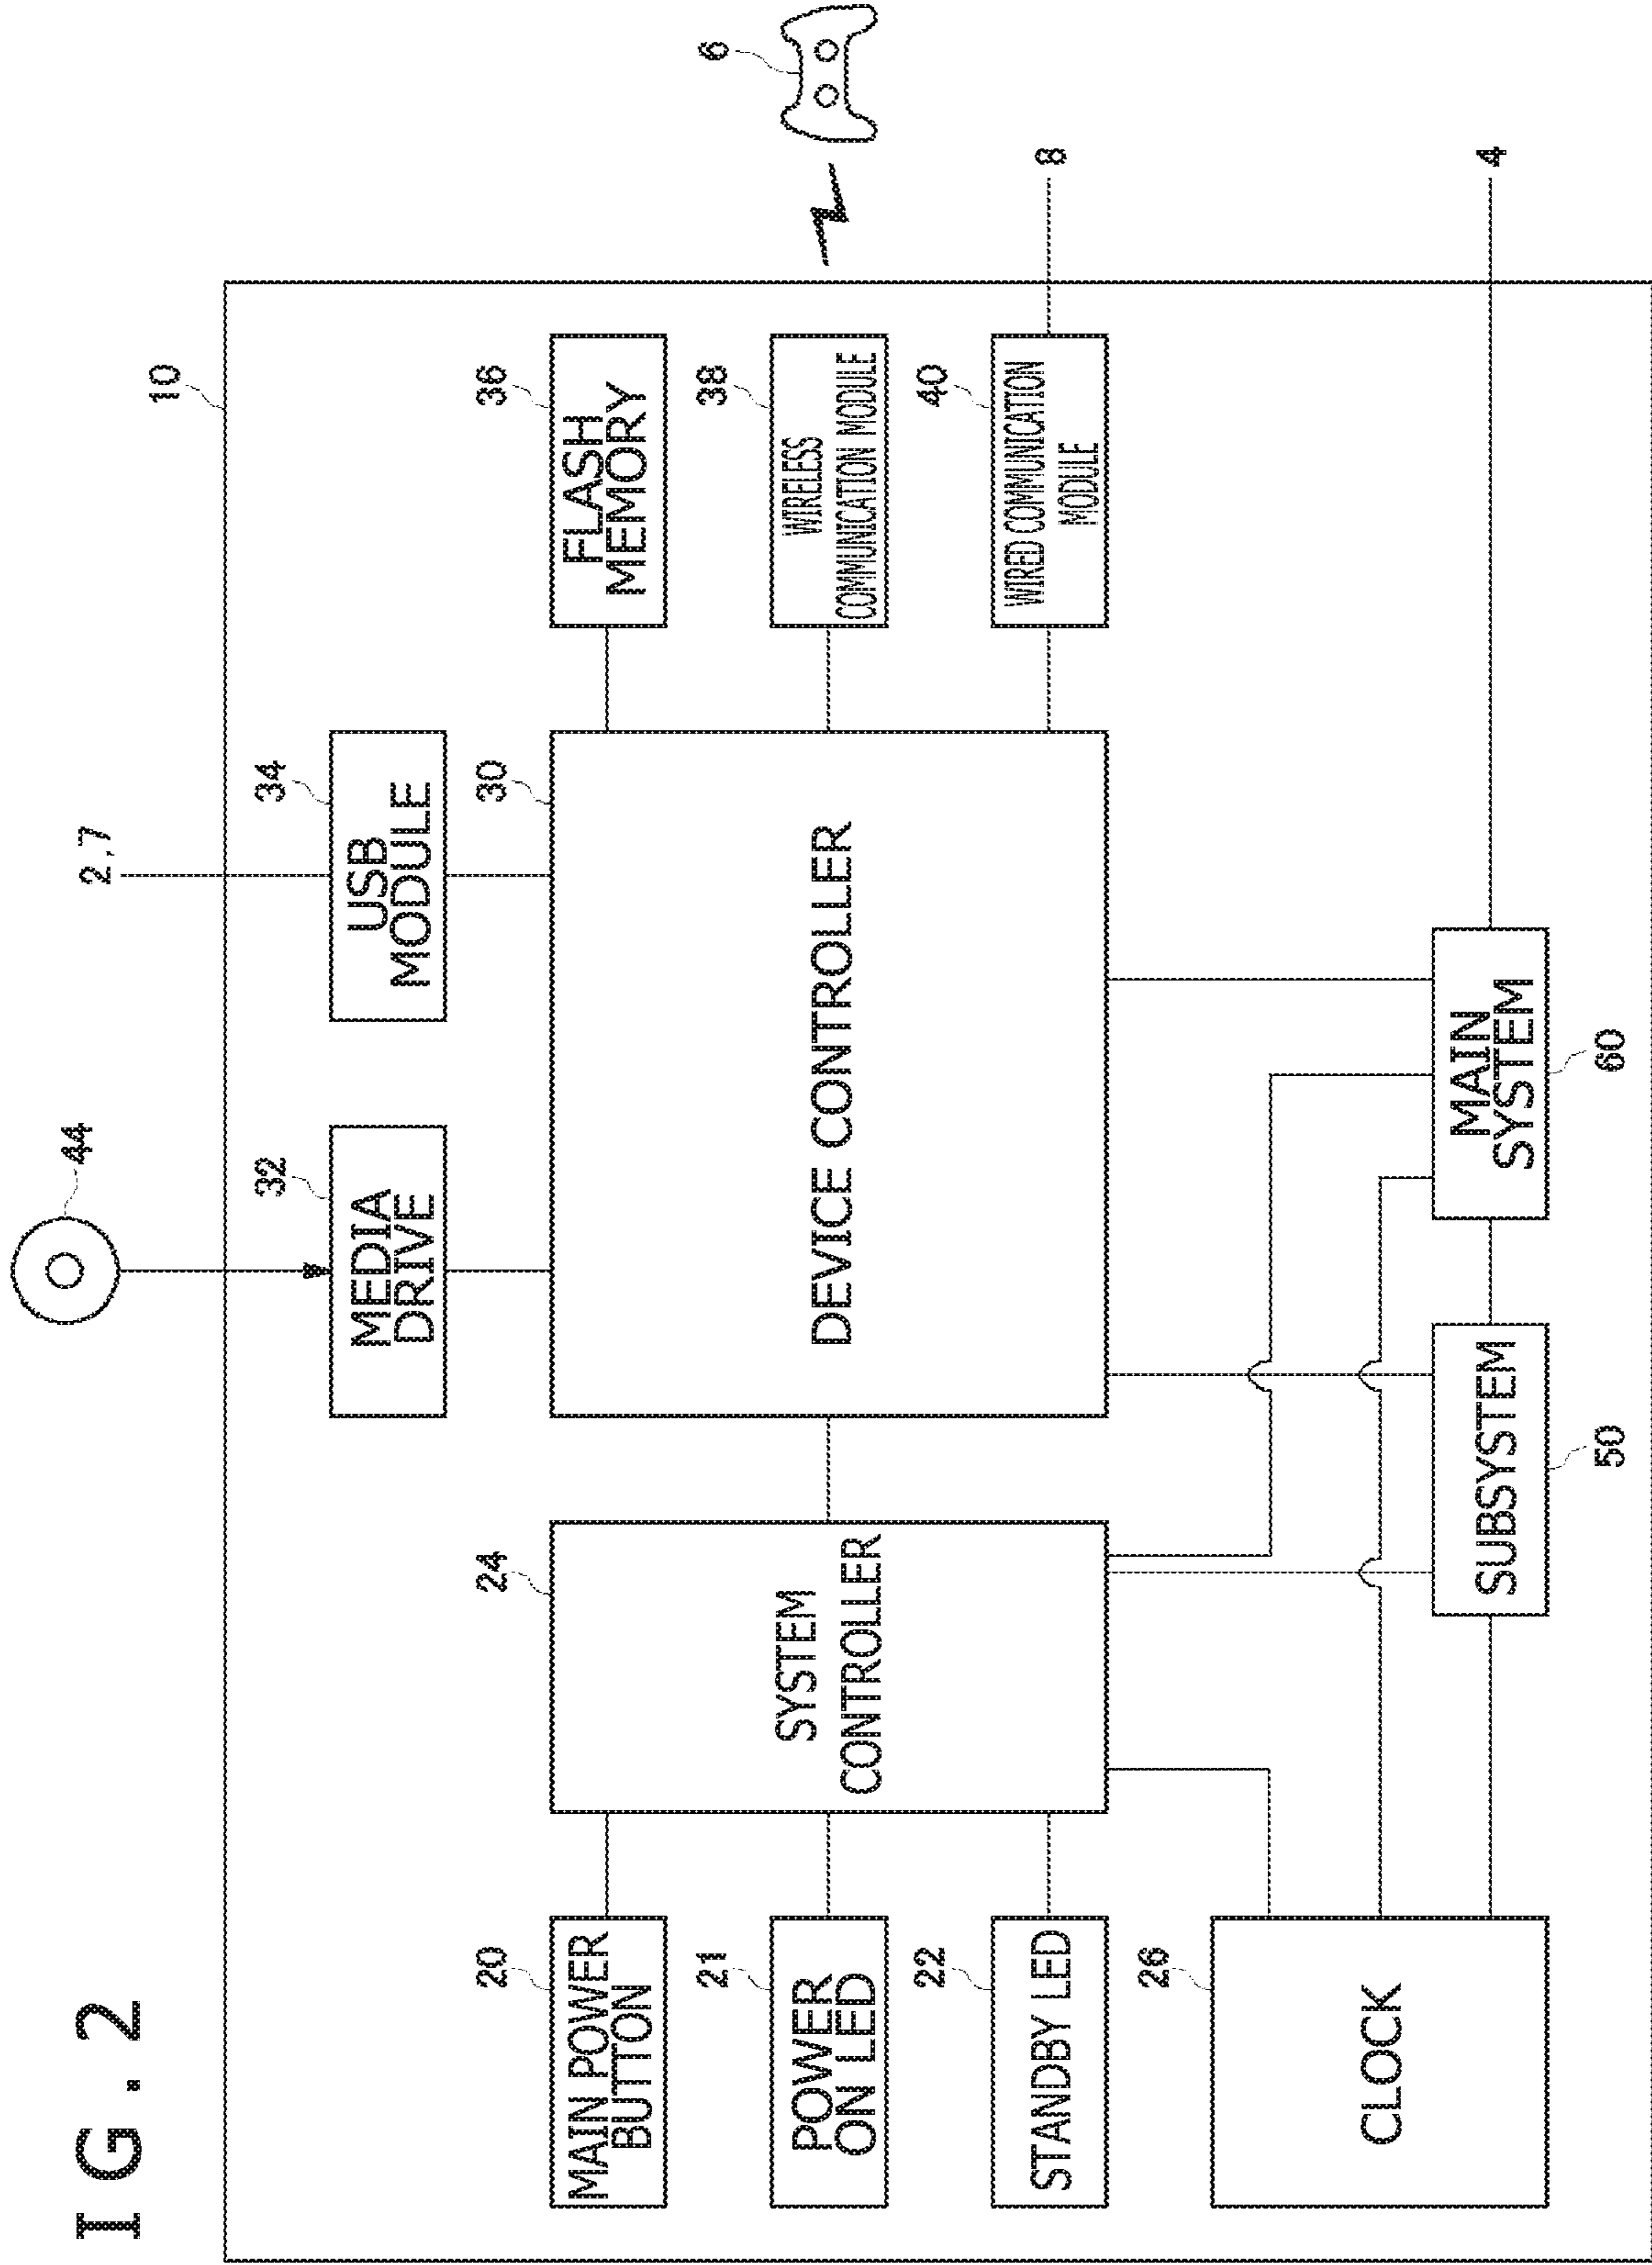 I G . 2
10
44
2,7
32
MEDIA
DRIVE
34
USB
MODULE
20
MAIN POWER
BUTTON
24
SYSTEM
CONTROLLER
30
DEVICE CONTROLLER
36
FLASH
MEMORY
21
POWER
ON LED
38
WIRELESS
COMMUNICATION MODULE
6
22
STANDBY LED
40
WIRED COMMUNICATION
MODULE
8
26
CLOCK
SUBSYSTEM
50
MAIN
SYSTEM
60
4